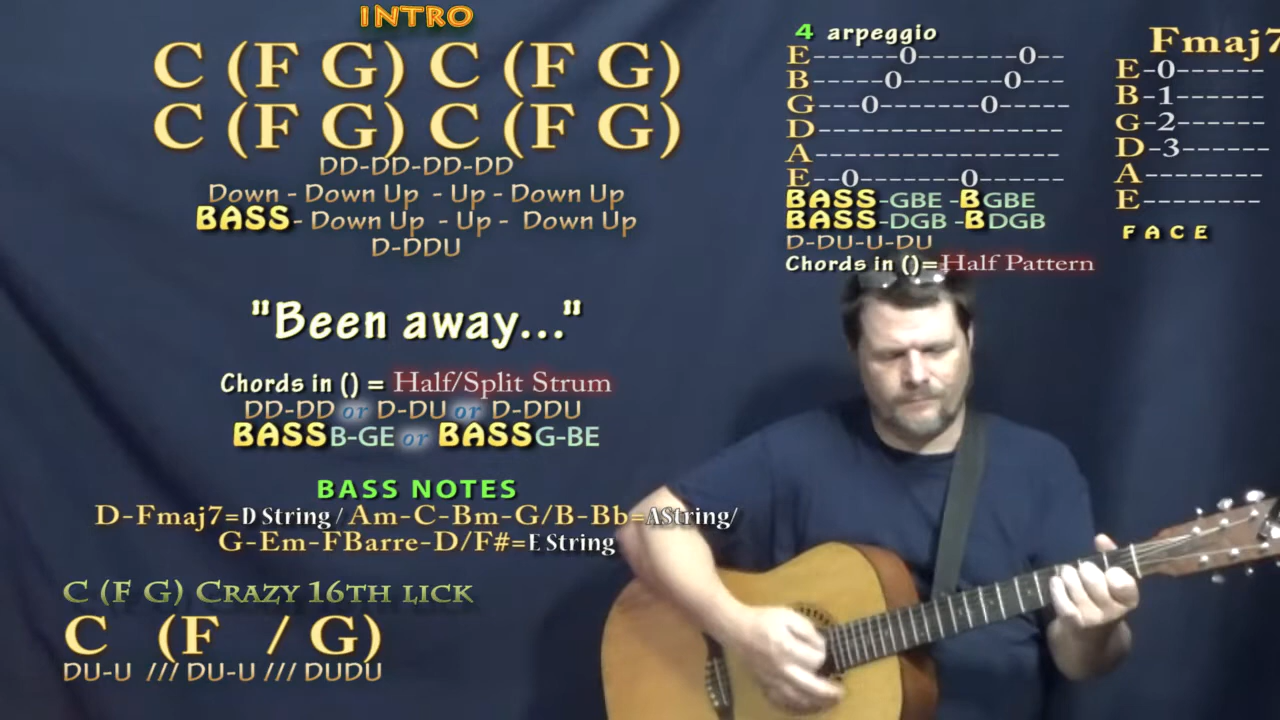 INTRO
C (F G) C (F G)
C (F G) C (F G)
DD-DD-DD-DD
Down - Down Up - Up - Down Up
BASS - Down Up - Up - Down Up
D-DDU
"Been away..."
Chords in () = Half/Split Strum
DD-DD or D-DU or D-DDU
BASS B-GE or BASS G-BE
BASS NOTES
D-Fmaj7=D String / Am-C-Bm-G/B-Bb=AString/
G-Em-FBarre-D/F#=E String
C (F G) Crazy 16th lick
C (F / G)
DU-U /// DU-U /// DUDU
4 arpeggio
E------0-------0--
B-----0-------0---
G---0-------0-----
D-----------------
A-----------------
E--0-------0------
BASS-GBE -BGBE
BASS-DGB -BDGB
D-DU-U-DU
Chords in ()=Half Pattern
Fmaj7
E-0------
B-1------
G-2------
D-3------
A--------
E--------
F A C E